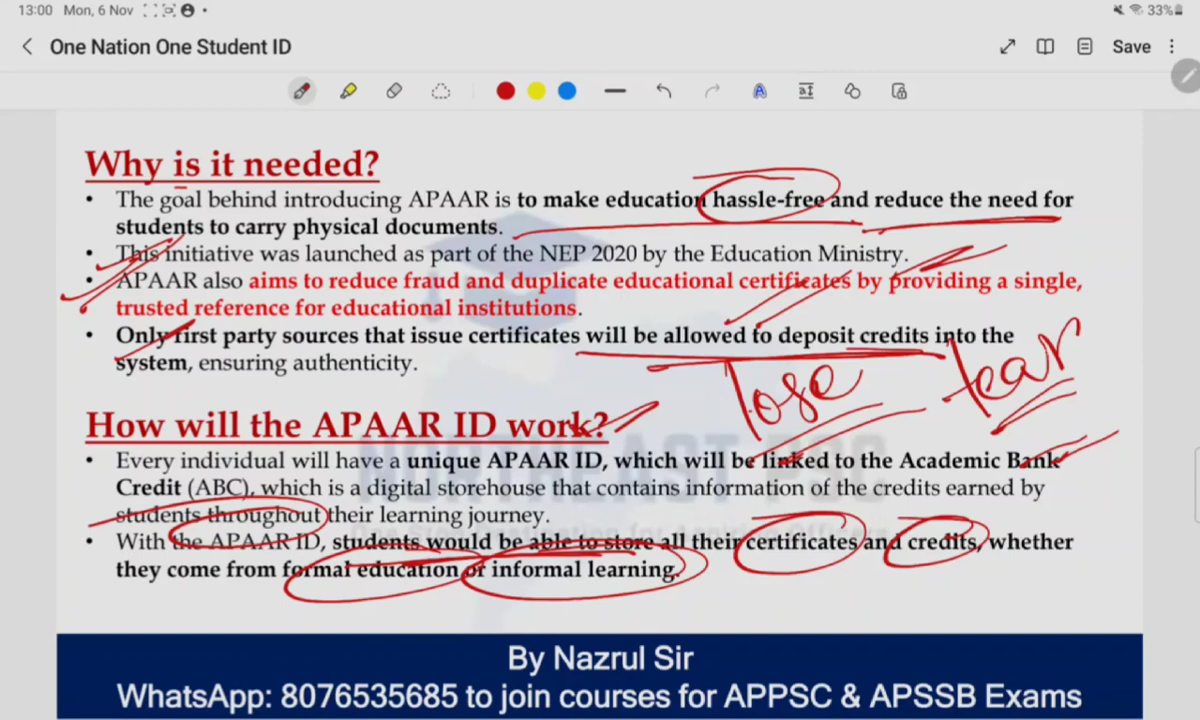 13:00 Mon, 6 Nov
33%
One Nation One Student ID
Save
Why is it needed?
• The goal behind introducing APAAR is to make education hassle-free and reduce the need for
students to carry physical documents.
• This initiative was launched as part of the NEP 2020 by the Education Ministry.
• APAAR also aims to reduce fraud and duplicate educational certificates by providing a single,
trusted reference for educational institutions.
• Only first party sources that issue certificates will be allowed to deposit credits into the
system, ensuring authenticity.
lose
tear
How will the APAAR ID work?
• Every individual will have a unique APAAR ID, which will be linked to the Academic Bank
Credit (ABC), which is a digital storehouse that contains information of the credits earned by
students throughout their learning journey.
• With the APAAR ID, students would be able to store all their certificates and credits, whether
they come from formal education or informal learning.
NORTHEAST PSC
By Nazrul Sir
WhatsApp: 8076535685 to join courses for APPSC & APSSB Exams